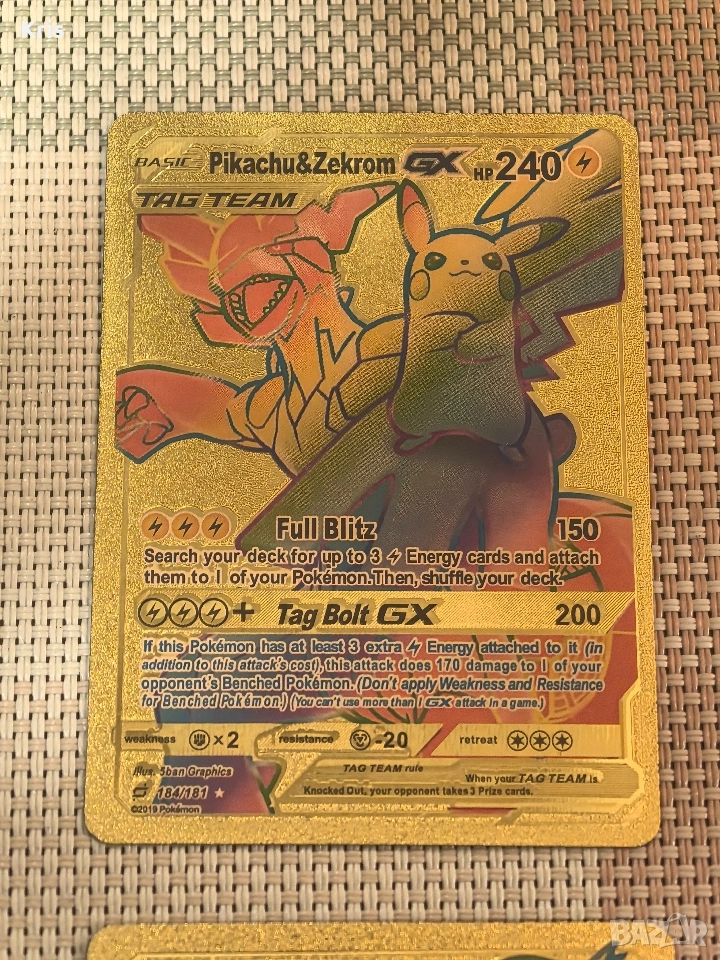 Kris
BASIC Pikachu&Zekrom GX HP 240
TAG TEAM
Full Blitz 150
Search your deck for up to 3 Energy cards and attach
them to 1 of your Pokémon. Then, shuffle your deck.
+ Tag Bolt GX 200
If this Pokémon has at least 3 extra Energy attached to it (in
addition to this attack's cost), this attack does 170 damage to 1 of your
opponent's Benched Pokémon. (Don't apply Weakness and Resistance
for Benched Pokémon.) (You can't use more than 1 GX attack in a game.)
weakness ×2 resistance -20 retreat
Illus. 5ban Graphics
184/181
©2019 Pokémon
TAG TEAM rule
When your TAG TEAM is
Knocked Out, your opponent takes 3 Prize cards.
BAZAR